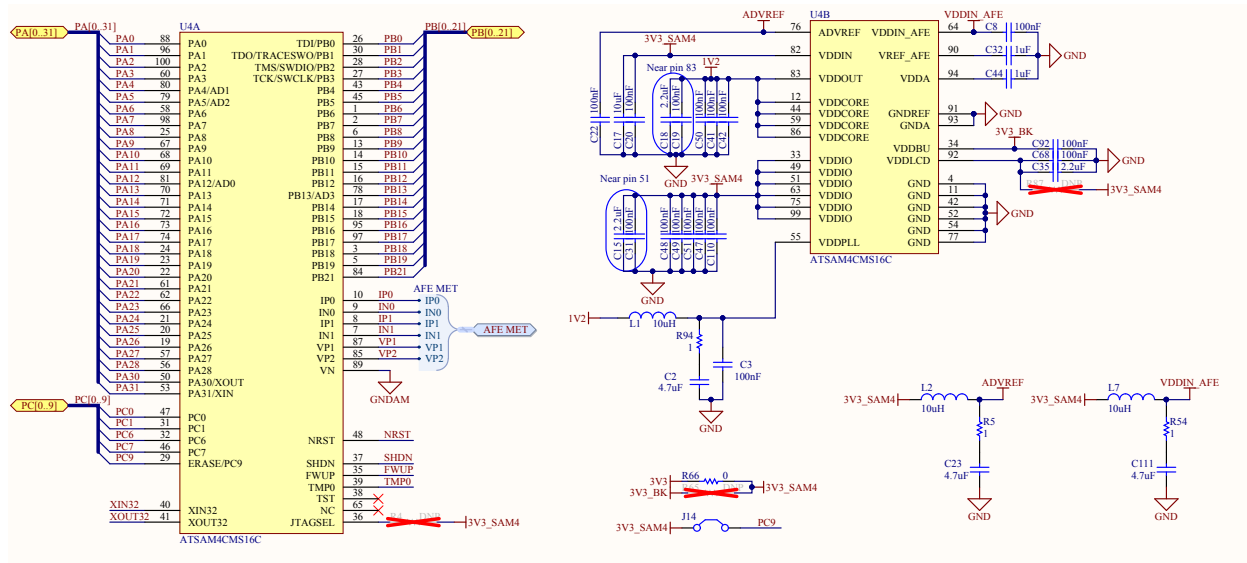 PA[0..31] PA[0..31] U4A PB[0..21] PB[0..21]
PA0 88 PA0 TDI/PB0 26 PB0
PA1 96 PA1 TDO/TRACESWO/PB1 30 PB1
PA2 100 PA2 TMS/SWDIO/PB2 28 PB2
PA3 60 PA3 TCK/SWCLK/PB3 27 PB3
PA4 80 PA4/AD1 PB4 43 PB4
PA5 79 PA5/AD2 PB5 45 PB5
PA6 58 PA6 PB6 1 PB6
PA7 98 PA7 PB7 2 PB7
PA8 25 PA8 PB8 6 PB8
PA9 67 PA9 PB9 13 PB9
PA10 68 PA10 PB10 14 PB10
PA11 69 PA11 PB11 15 PB11
PA12 81 PA12/AD0 PB12 16 PB12
PA13 70 PA13 PB13/AD3 78 PB13
PA14 71 PA14 PB14 17 PB14
PA15 72 PA15 PB15 18 PB15
PA16 73 PA16 PB16 95 PB16
PA17 74 PA17 PB17 97 PB17
PA18 24 PA18 PB18 3 PB18
PA19 23 PA19 PB19 5 PB19
PA20 22 PA20 PB21 84 PB21
PA21 61 PA21
PA22 62 PA22 IP0 10 IP0
PA23 66 PA23 IN0 9 IN0
PA24 21 PA24 IP1 8 IP1
PA25 20 PA25 IN1 7 IN1
PA26 19 PA26 VP1 87 VP1
PA27 57 PA27 VP2 85 VP2
PA28 56 PA28 VN 89
PA30 50 PA30/XOUT
PA31 53 PA31/XIN
AFE MET
IP0
IN0
IP1
IN1
VP1
VP2
AFE MET
GNDAM
PC[0..9] PC[0..9]
PC0 47 PC0
PC1 31 PC1
PC6 32 PC6 NRST 48 NRST
PC7 46 PC7
PC9 29 ERASE/PC9 SHDN 37 SHDN
FWUP 35 FWUP
TMP0 39 TMP0
TST 38
XIN32 40 XIN32 NC 65
XOUT32 41 XOUT32 JTAGSEL 36 R4 DNP 3V3_SAM4
ATSAM4CMS16C
U4B
ADVREF 76 ADVREF VDDIN_AFE 64 VDDIN_AFE C8 100nF
3V3_SAM4 82 VDDIN VREF_AFE 90 C32 1uF GND
1V2 83 VDDOUT VDDA 94 C44 1uF
Near pin 83
12 VDDCORE
44 VDDCORE GNDREF 91 GND
59 VDDCORE GNDA 93
86 VDDCORE 3V3_BK
VDDBU 34 C92 100nF
33 VDDIO VDDLCD 92 C68 100nF GND
49 VDDIO C35 2.2uF
51 VDDIO GND 4 DNP 3V3_SAM4
63 VDDIO GND 11
75 VDDIO GND 42
99 VDDIO GND 52 GND
GND 54
55 VDDPLL GND 77
ATSAM4CMS16C
C22 100nF
C17 10uF
C20 100nF
C18 2.2uF
C19 100nF
C50 100nF
C41 100nF
C42 100nF
GND
Near pin 51 3V3_SAM4
C15 2.2uF
C31 100nF
C48 100nF
C49 100nF
C51 100nF
C47 100nF
C110 100nF
GND
1V2 L1 10uH
R94 1
C3 100nF
C2 4.7uF
GND
3V3_SAM4 L2 10uH ADVREF
R5 1
C23 4.7uF
GND
3V3_SAM4 L7 10uH VDDIN_AFE
R54 1
C111 4.7uF
GND
3V3 R66 0
3V3_BK DNP 3V3_SAM4
3V3_SAM4 J14 PC9